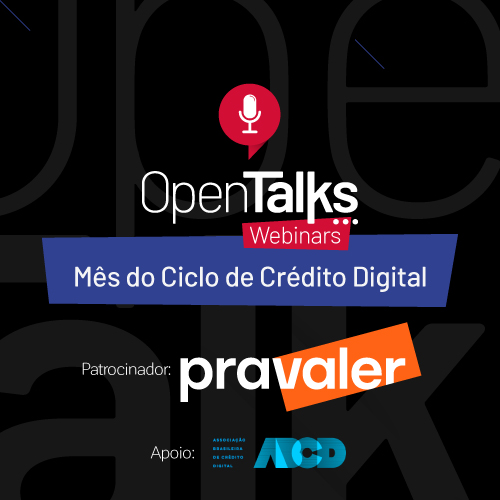 OpenTalks
Webinars
Mês do Ciclo de Crédito Digital
Patrocinador: pravaler
Apoio: ASSOCIAÇÃO
BRASILEIRA
DE CRÉDITO
DIGITAL
ABCD